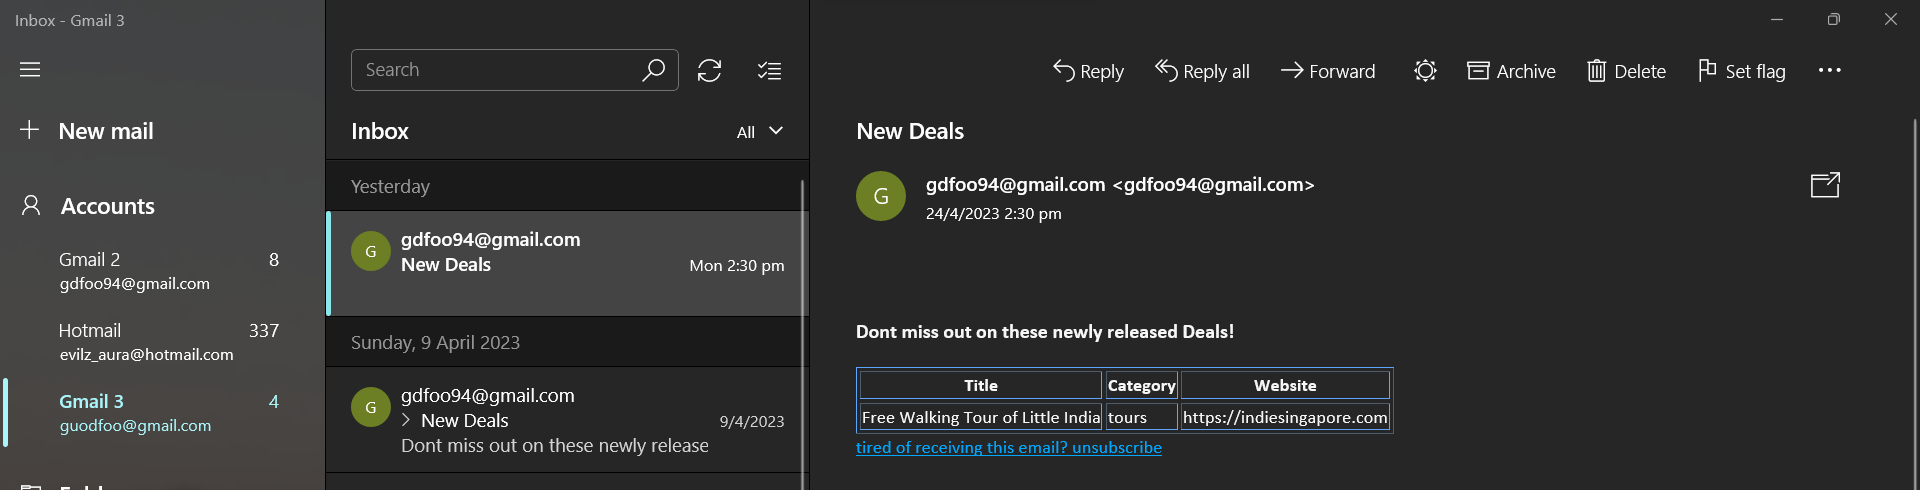 Inbox - Gmail 3
New mail
Accounts
Gmail 2 8
gdfoo94@gmail.com
Hotmail 337
evilz_aura@hotmail.com
Gmail 3 4
guodfoo@gmail.com
Search
Inbox All
Yesterday
G gdfoo94@gmail.com
New Deals Mon 2:30 pm
Sunday, 9 April 2023
G gdfoo94@gmail.com
New Deals 9/4/2023
Dont miss out on these newly release
Reply Reply all Forward Archive Delete Set flag
New Deals
G gdfoo94@gmail.com <gdfoo94@gmail.com>
24/4/2023 2:30 pm
Dont miss out on these newly released Deals!
Title Category Website
Free Walking Tour of Little India tours https://indiesingapore.com
tired of receiving this email? unsubscribe